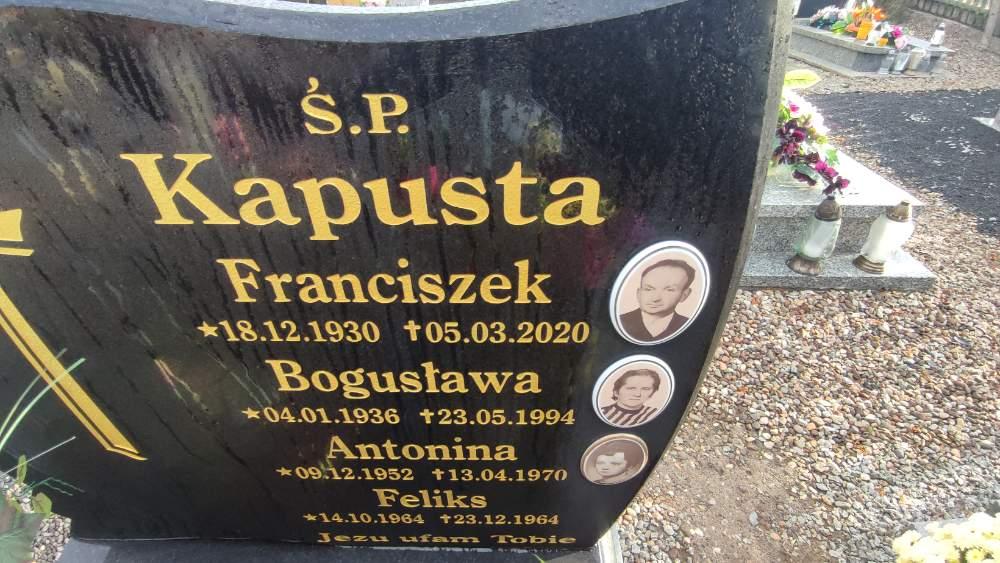 Ś.P.
Kapusta
Franciszek
★18.12.1930 ✝05.03.2020
Bogusława
★04.01.1936 ✝23.05.1994
Antonina
★09.12.1952 ✝13.04.1970
Feliks
★14.10.1964 ✝23.12.1964
Jezu ufam Tobie